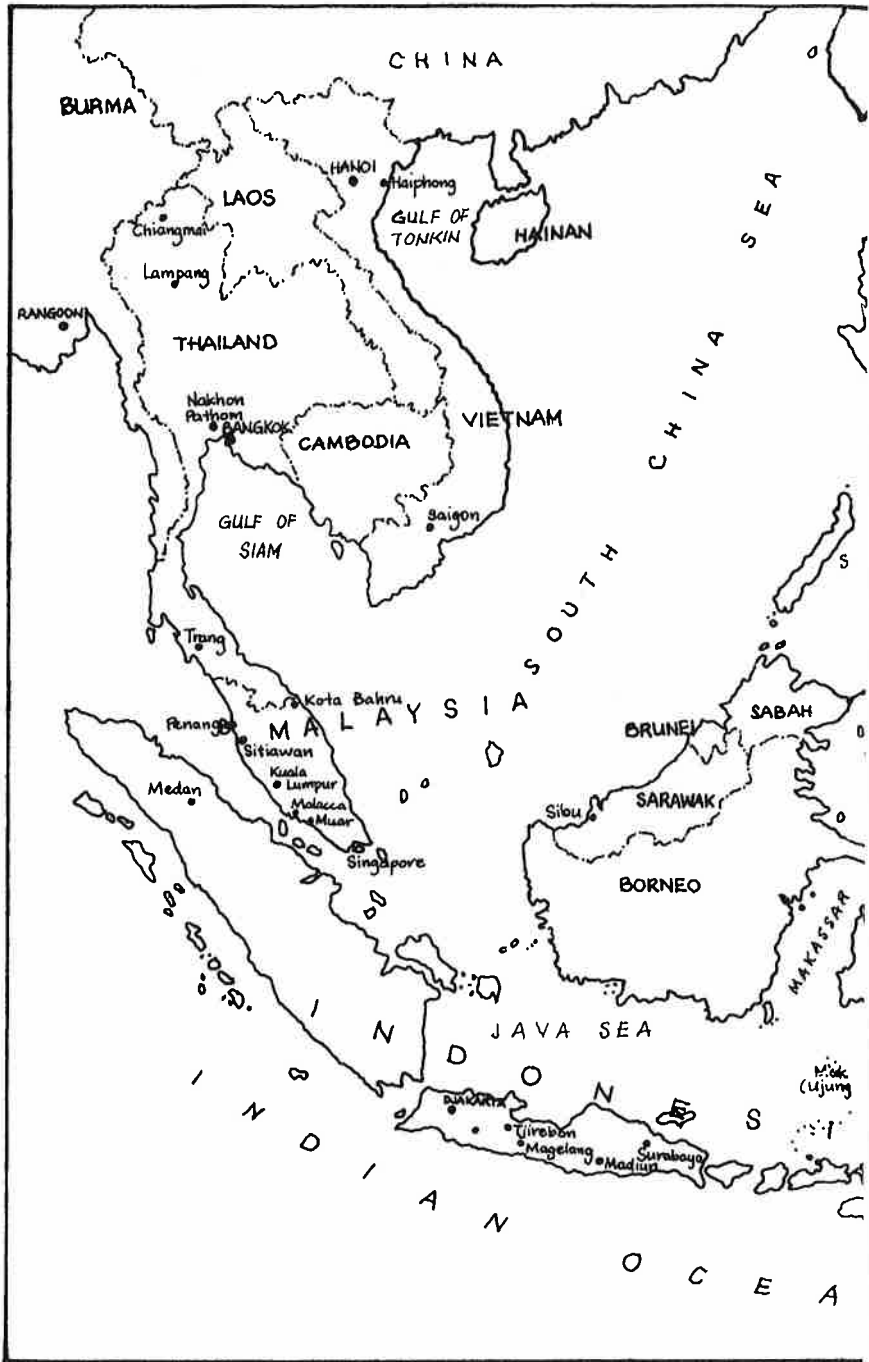 CHINA
BURMA
HANOI
Haiphong
LAOS
GULF OF
TONKIN
HAINAN
Chiangmai
Lampang
RANGOON
THAILAND
Nakhon
Pathom
BANGKOK
CAMBODIA
VIETNAM
Saigon
GULF OF
SIAM
SOUTH CHINA SEA
S
Trang
Kota Bahru
MALAYSIA
Penang
Sitiawan
Kuala
Lumpur
Medan
Malacca
Muar
Singapore
BRUNEI
SABAH
SARAWAK
Sibu
BORNEO
MAKASSAR
JAVA SEA
INDONESI
(Ujung
DJAKARTA
Tjirebon
Magelang
Madiun
Surabaya
INDIAN OCEA